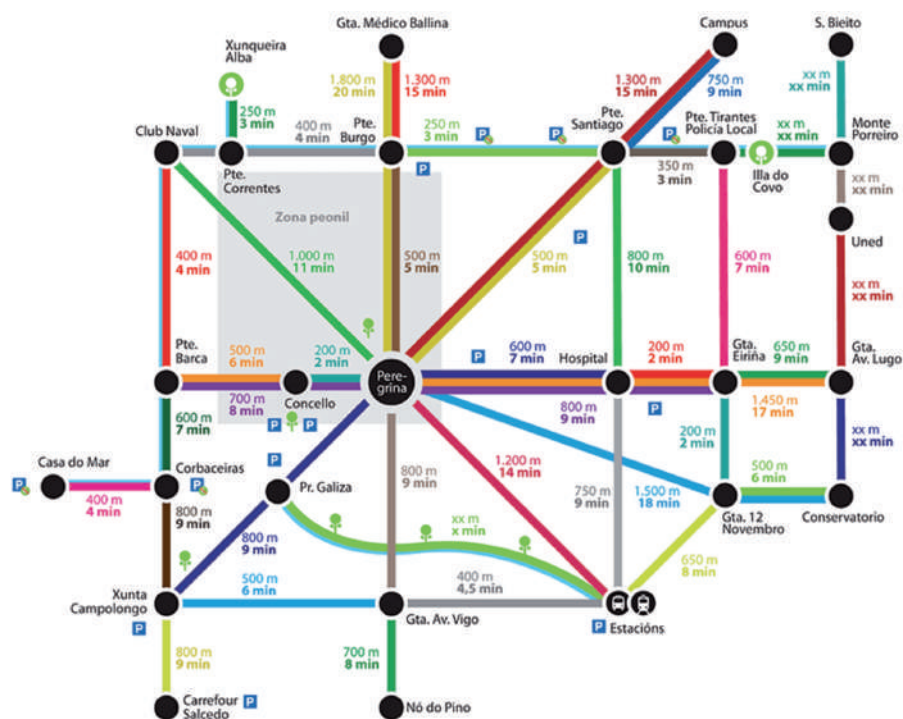 Gta. Médico Ballina
Campus
S. Bieito
Xunqueira
Alba
1.800 m
20 min
1.300 m
15 min
1.300 m
15 min
750 m
9 min
xx m
xx min
250 m
3 min
Club Naval
400 m
4 min
Pte.
Burgo
250 m
3 min
P
P
Pte.
Santiago
P
Pte. Tirantes
Policía Local
xx m
xx min
Monte
Porreiro
P
Pte.
Correntes
350 m
3 min
Illa do
Covo
xx m
xx min
Zona peonil
Uned
400 m
4 min
1.000 m
11 min
500 m
5 min
500 m
5 min
P
800 m
10 min
600 m
7 min
xx m
xx min
Pte.
Barca
500 m
6 min
200 m
2 min
Pere-
grina
P
600 m
7 min
Hospital
200 m
2 min
Gta.
Eiriña
650 m
9 min
Gta.
Av. Lugo
700 m
8 min
Concello
P
P
800 m
9 min
P
1.450 m
17 min
600 m
7 min
200 m
2 min
xx m
xx min
Casa do Mar
P
400 m
4 min
Corbaceiras
P
P
Pr. Galiza
800 m
9 min
1.200 m
14 min
750 m
9 min
1.500 m
18 min
500 m
6 min
Gta. 12
Novembro
Conservatorio
800 m
9 min
800 m
9 min
xx m
x min
650 m
8 min
Xunta
Campolongo
P
500 m
6 min
400 m
4,5 min
Gta. Av. Vigo
P
Estacións
800 m
9 min
700 m
8 min
Carrefour
Salcedo
P
Nó do Pino